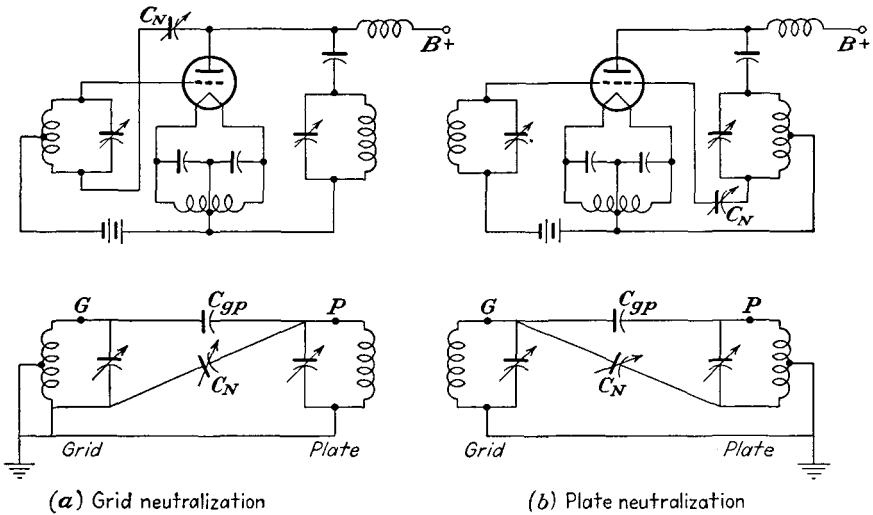 C_N
B+
B+
C_N
G
C_gp
P
C_N
Grid
Plate
G
C_gp
P
C_N
Grid
Plate
(a) Grid neutralization
(b) Plate neutralization